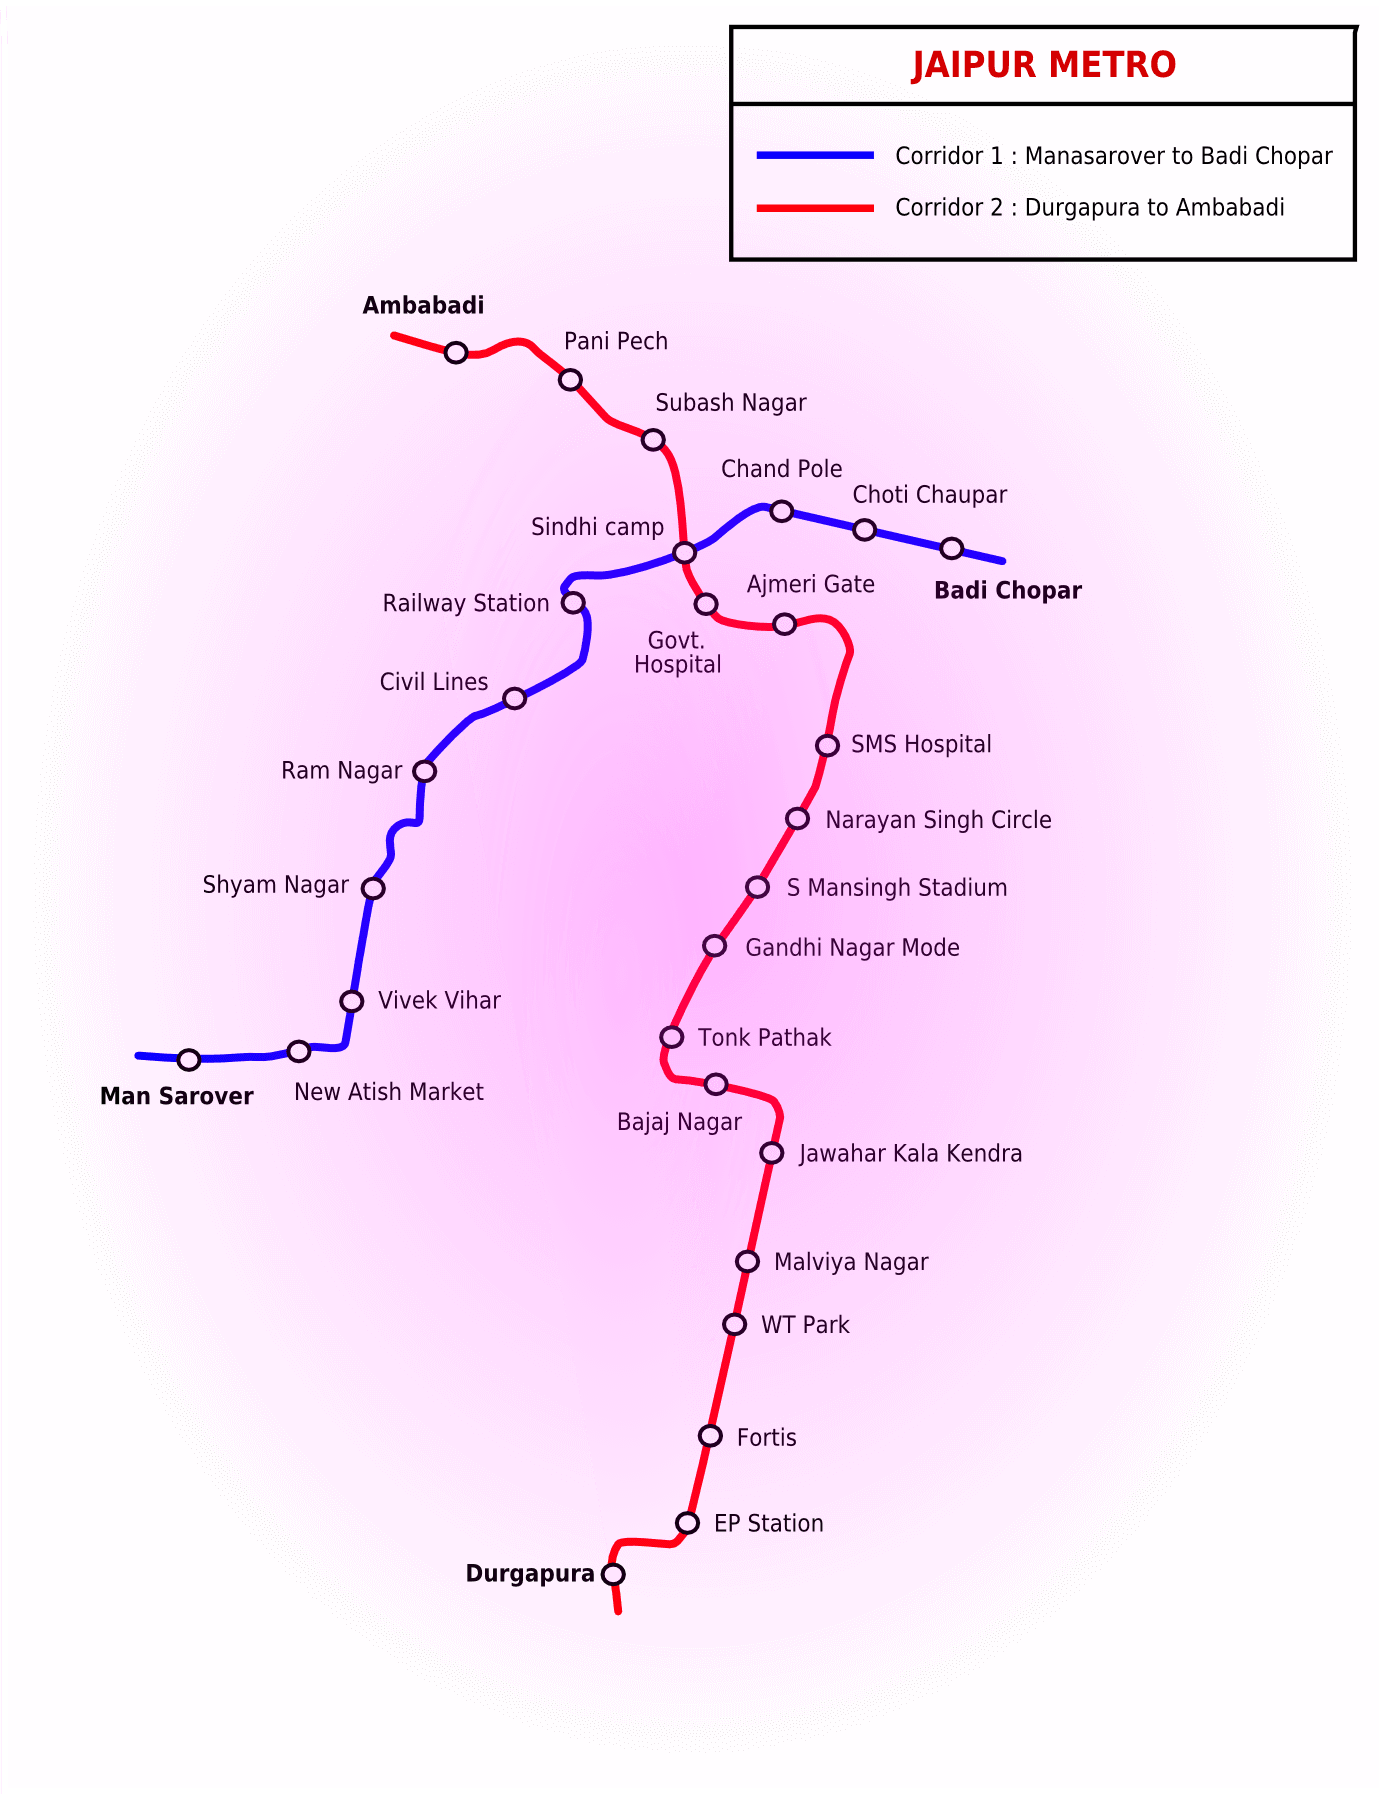 JAIPUR METRO
Corridor 1 : Manasarover to Badi Chopar
Corridor 2 : Durgapura to Ambabadi
Ambabadi
Pani Pech
Subash Nagar
Chand Pole
Choti Chaupar
Sindhi camp
Ajmeri Gate
Badi Chopar
Railway Station
Govt.
Hospital
Civil Lines
SMS Hospital
Ram Nagar
Narayan Singh Circle
Shyam Nagar
S Mansingh Stadium
Gandhi Nagar Mode
Vivek Vihar
Tonk Pathak
Man Sarover
New Atish Market
Bajaj Nagar
Jawahar Kala Kendra
Malviya Nagar
WT Park
Fortis
EP Station
Durgapura